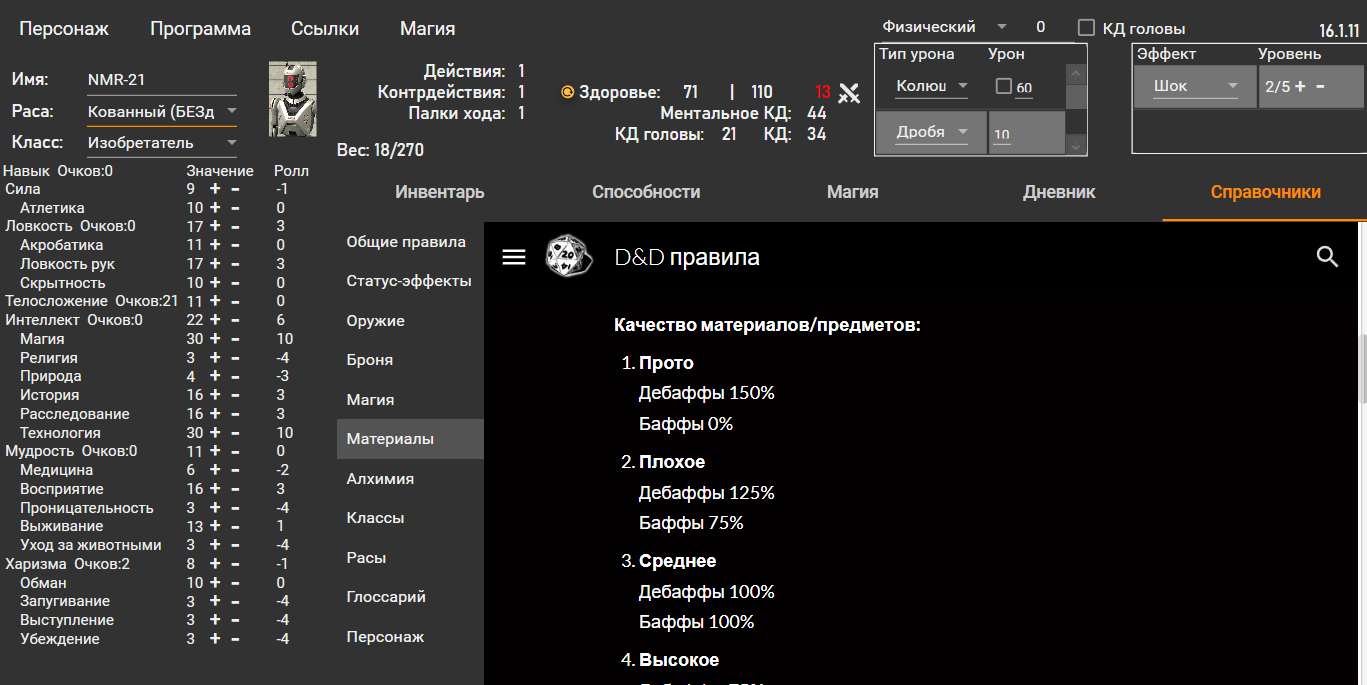 Персонаж Программа Ссылки Магия
Физический 0 КД головы 16.1.11
Имя: NMR-21
Раса: Кованный (БЕЗд
Класс: Изобретатель
Действия: 1
Контрдействия: 1
Палки хода: 1
Вес: 18/270
Здоровье: 71 | 110 13
Ментальное КД: 44
КД головы: 21 КД: 34
Тип урона Урон
Колющ 60
Дробя 10
Эффект Уровень
Шок 2/5 + -
Навык Очков:0 Значение Ролл
Сила 9 + - -1
Атлетика 10 + - 0
Ловкость Очков:0 17 + - 3
Акробатика 11 + - 0
Ловкость рук 17 + - 3
Скрытность 10 + - 0
Телосложение Очков:21 11 + - 0
Интеллект Очков:0 22 + - 6
Магия 30 + - 10
Религия 3 + - -4
Природа 4 + - -3
История 16 + - 3
Расследование 16 + - 3
Технология 30 + - 10
Мудрость Очков:0 11 + - 0
Медицина 6 + - -2
Восприятие 16 + - 3
Проницательность 3 + - -4
Выживание 13 + - 1
Уход за животными 3 + - -4
Харизма Очков:2 8 + - -1
Обман 10 + - 0
Запугивание 3 + - -4
Выступление 3 + - -4
Убеждение 3 + - -4
Инвентарь Способности Магия Дневник Справочники
Общие правила
Статус-эффекты
Оружие
Броня
Магия
Материалы
Алхимия
Классы
Расы
Глоссарий
Персонаж
D&D правила
Качество материалов/предметов:
1. Прото
Дебаффы 150%
Баффы 0%
2. Плохое
Дебаффы 125%
Баффы 75%
3. Среднее
Дебаффы 100%
Баффы 100%
4. Высокое